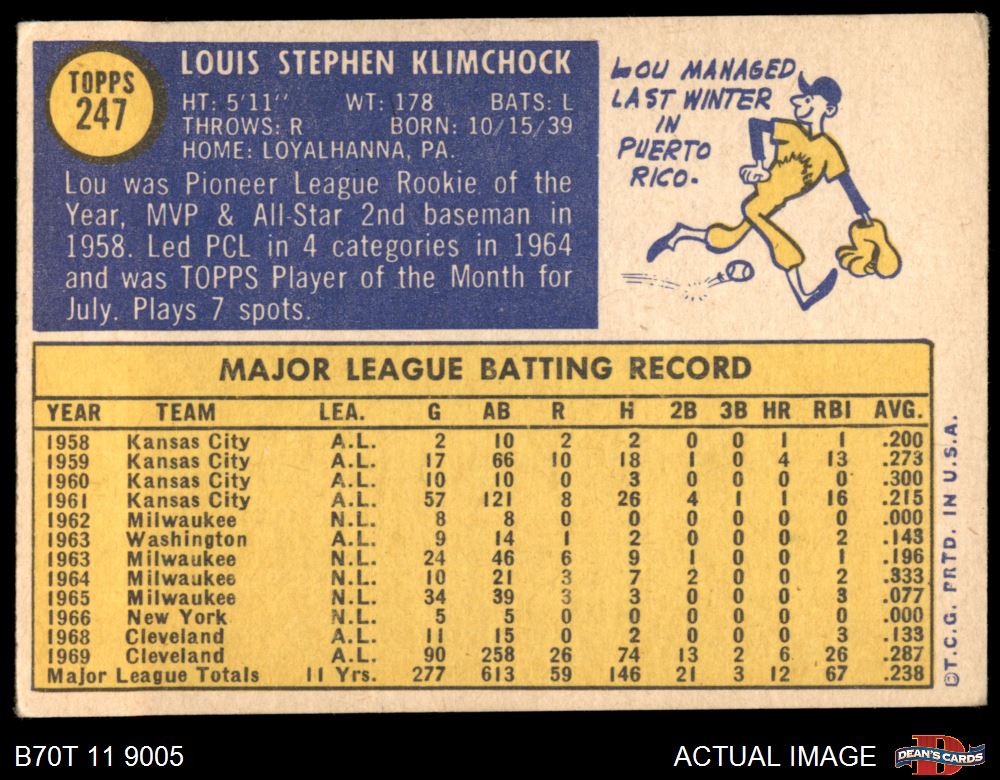 TOPPS
247
LOUIS STEPHEN KLIMCHOCK
HT: 5'11" WT: 178 BATS: L
THROWS: R BORN: 10/15/39
HOME: LOYALHANNA, PA.
Lou was Pioneer League Rookie of the
Year, MVP & All-Star 2nd baseman in
1958. Led PCL in 4 categories in 1964
and was TOPPS Player of the Month for
July. Plays 7 spots.
LOU MANAGED
LAST WINTER
IN
PUERTO
RICO.
MAJOR LEAGUE BATTING RECORD
YEAR TEAM LEA. G AB R H 2B 3B HR RBI AVG.
1958 Kansas City A.L. 2 10 2 2 0 0 1 1 .200
1959 Kansas City A.L. 17 66 10 18 1 0 4 13 .273
1960 Kansas City A.L. 10 10 0 3 0 0 0 0 .300
1961 Kansas City A.L. 57 121 8 26 4 1 1 16 .215
1962 Milwaukee N.L. 8 8 0 0 0 0 0 0 .000
1963 Washington A.L. 9 14 1 2 0 0 0 2 .143
1963 Milwaukee N.L. 24 46 6 9 1 0 0 1 .196
1964 Milwaukee N.L. 10 21 3 7 2 0 0 2 .333
1965 Milwaukee N.L. 34 39 3 3 0 0 0 3 .077
1966 New York N.L. 5 5 0 0 0 0 0 0 .000
1968 Cleveland A.L. 11 15 0 2 0 0 0 3 .133
1969 Cleveland A.L. 90 258 26 74 13 2 6 26 .287
Major League Totals 11 Yrs. 277 613 59 146 21 3 12 67 .238
©T.C.G. PRTD. IN U.S.A.
B70T 11 9005
ACTUAL IMAGE
DEAN'S CARDS